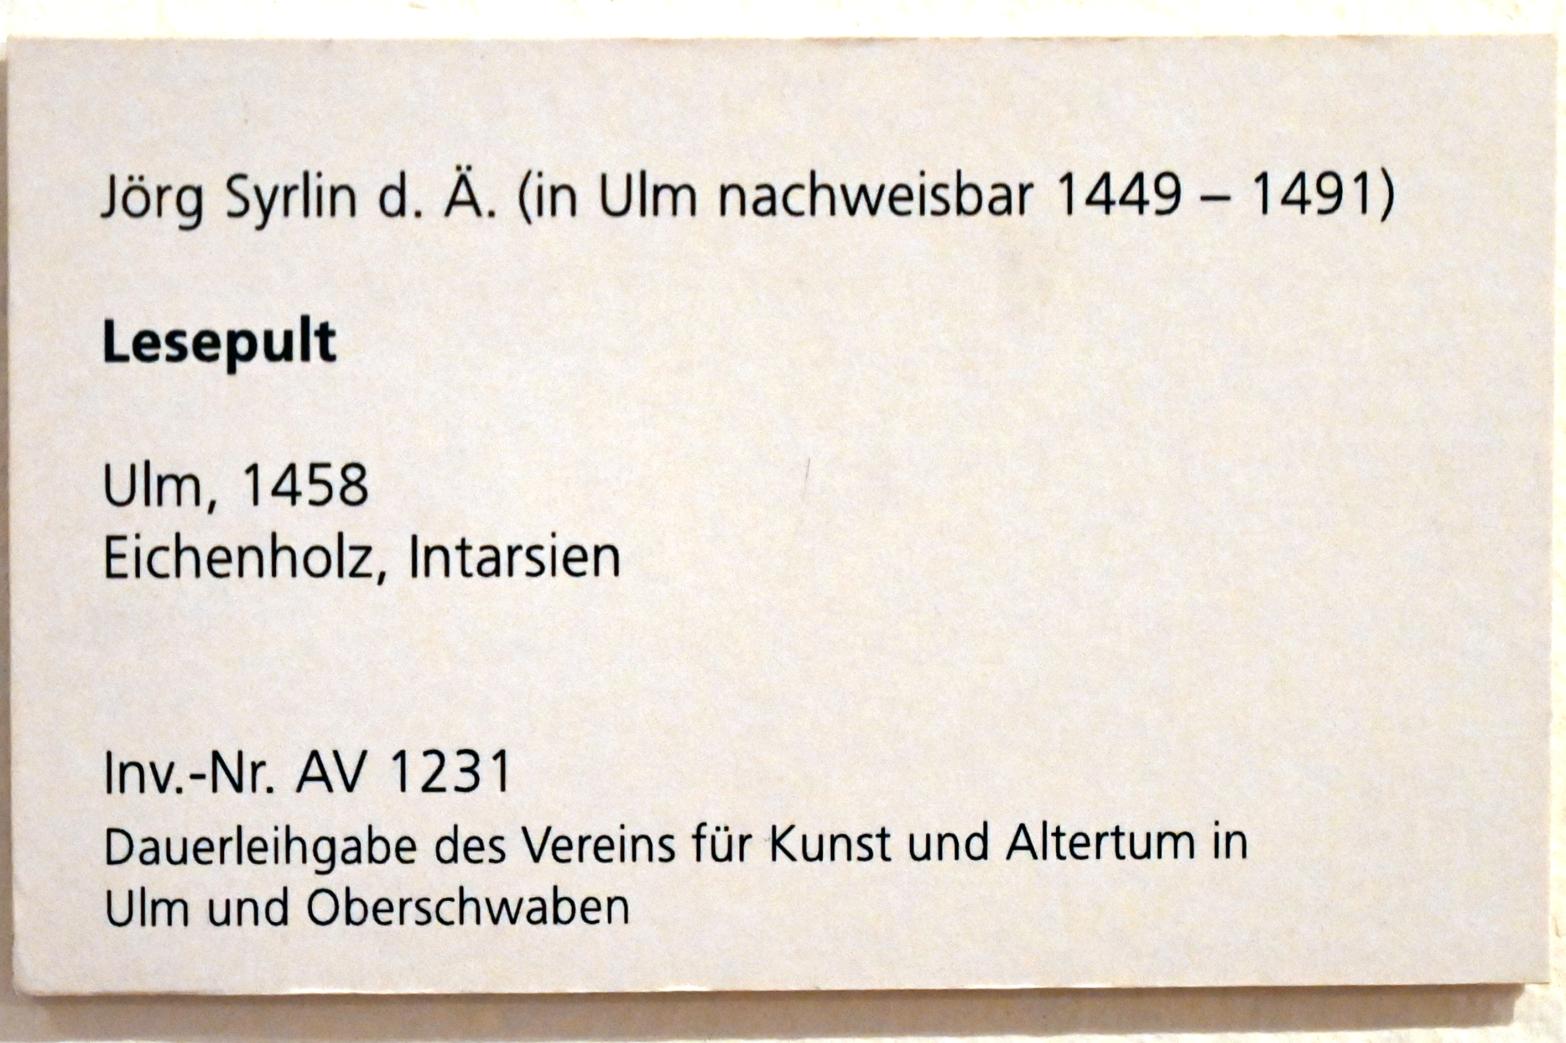 Jörg Syrlin d. Ä. (in Ulm nachweisbar 1449 – 1491)
Lesepult
Ulm, 1458
Eichenholz, Intarsien
Inv.-Nr. AV 1231
Dauerleihgabe des Vereins für Kunst und Altertum in
Ulm und Oberschwaben